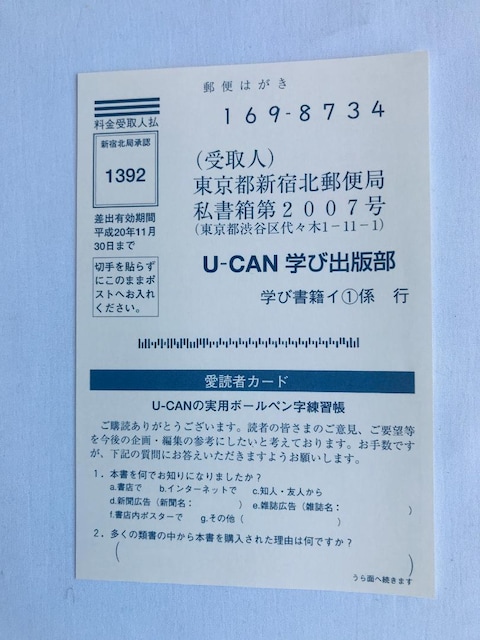 郵便はがき
169-8734
料金受取人払
新宿北局承認
1392
差出有効期間
平成20年11月
30日まで
切手を貼らず
にこのままポ
ストへお入れ
ください。
(受取人)
東京都新宿北郵便局
私書箱第2007号
(東京都渋谷区代々木1-11-1)
U-CAN 学び出版部
学び書籍イ①係 行
愛読者カード
U-CANの実用ボールペン字練習帳
ご購読ありがとうございます。読者の皆さまのご意見、ご要望等
を今後の企画・編集の参考にしたいと考えております。お手数です
が、下記の質問にお答えいただきますようお願いします。
1．本書を何でお知りになりましたか？
a.書店で b.インターネットで c.知人・友人から
d.新聞広告（新聞名： ） e.雑誌広告（雑誌名： ）
f.書店内ポスターで g.その他（ ）
2．多くの類書の中から本書を購入された理由は何ですか？
（ ）
うら面へ続きます